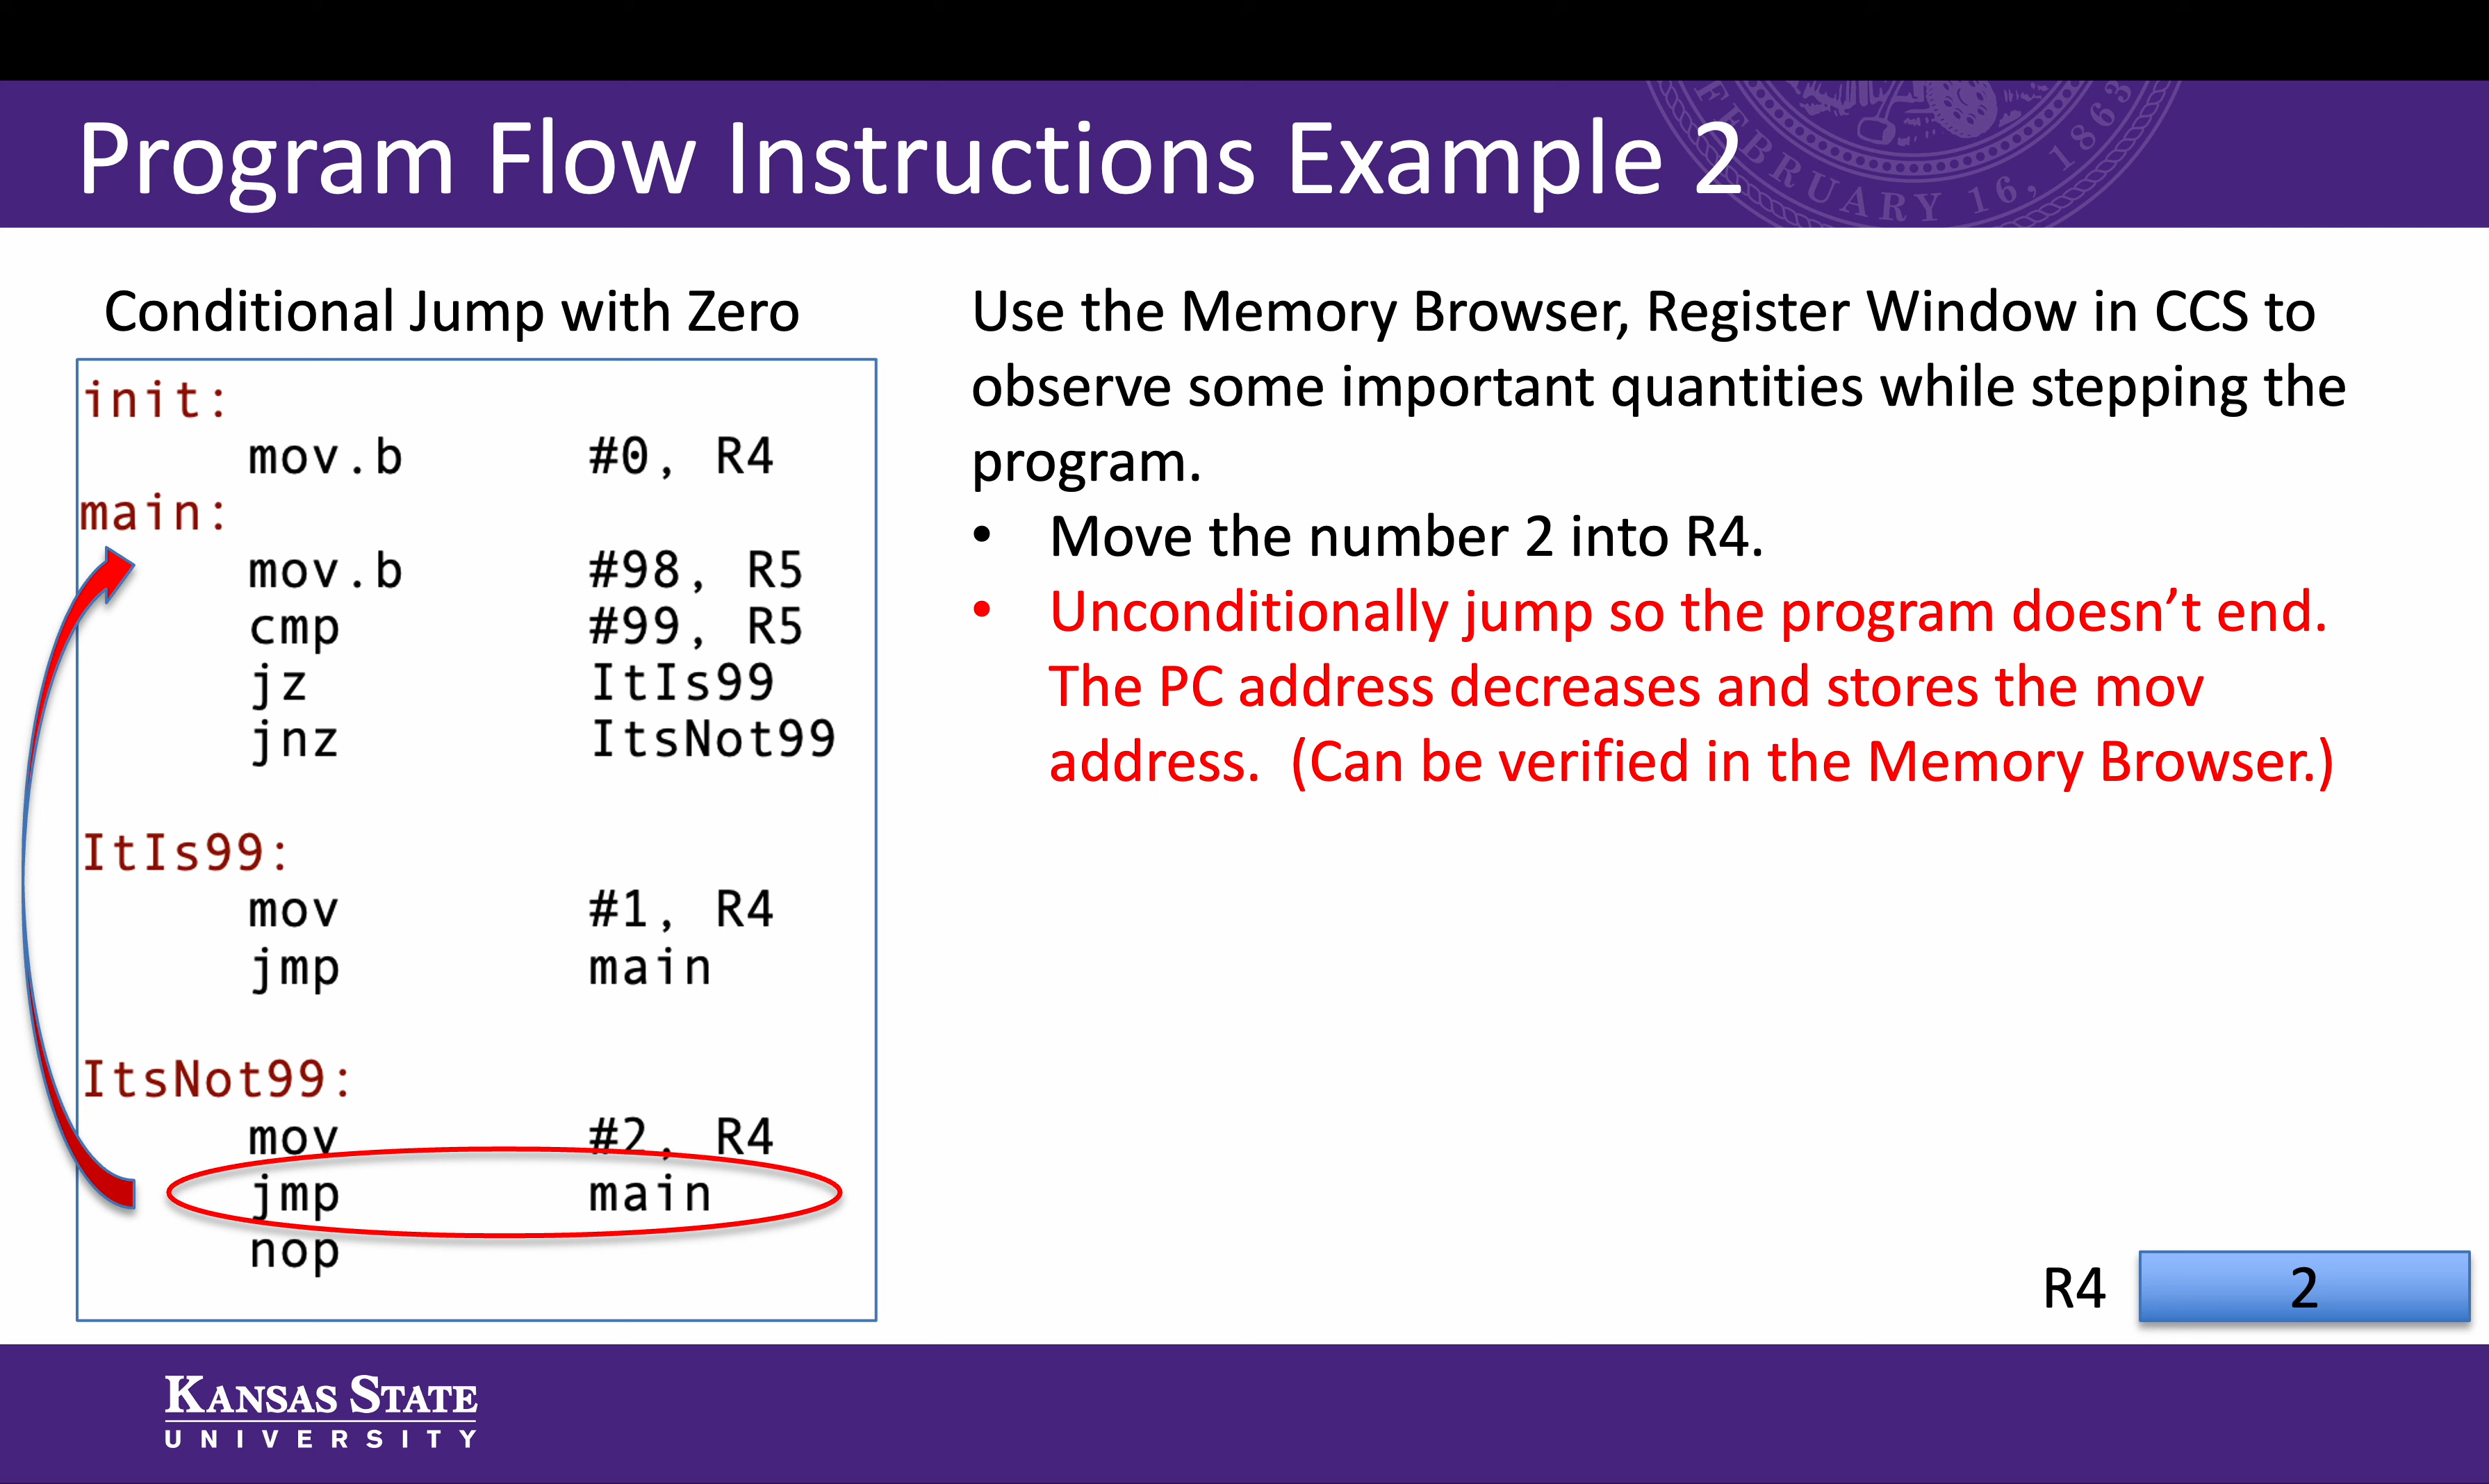 Program Flow Instructions Example 2
FEBRUARY 16, 1863
Conditional Jump with Zero
init:
mov.b #0, R4
main:
mov.b #98, R5
cmp #99, R5
jz ItIs99
jnz ItsNot99
ItIs99:
mov #1, R4
jmp main
ItsNot99:
mov #2, R4
jmp main
nop
Use the Memory Browser, Register Window in CCS to
observe some important quantities while stepping the
program.
• Move the number 2 into R4.
• Unconditionally jump so the program doesn’t end.
The PC address decreases and stores the mov
address.  (Can be verified in the Memory Browser.)
R4 2
KANSAS STATE
UNIVERSITY